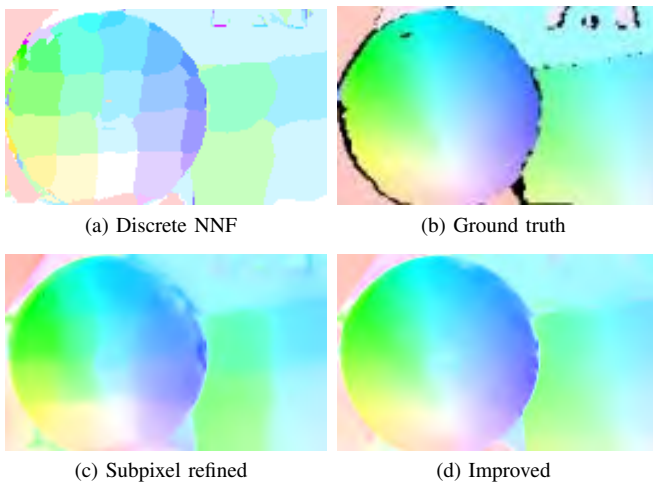 (a) Discrete NNF
(b) Ground truth
(c) Subpixel refined
(d) Improved